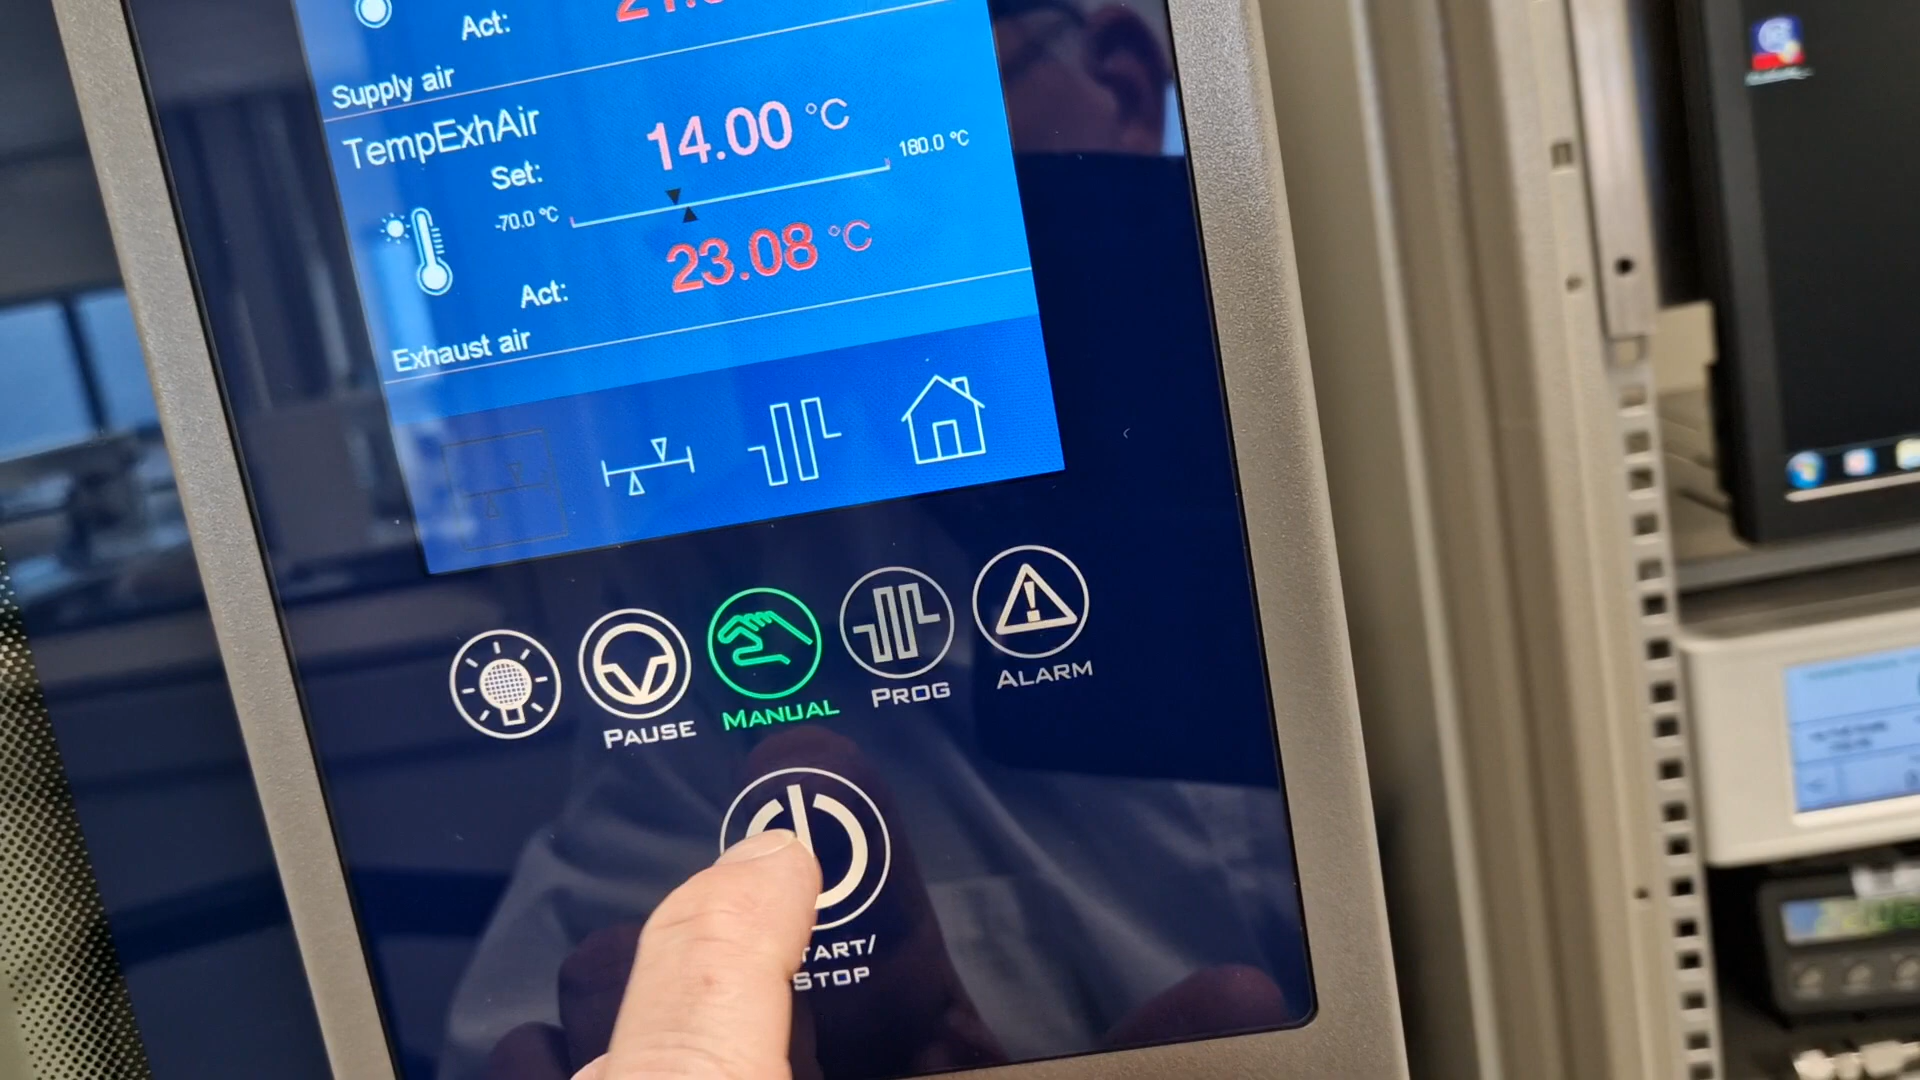 Act:
Supply air
TempExhAir
Set: 14.00 °C
-70.0 °C 180.0 °C
Act: 23.08 °C
Exhaust air
PAUSE
MANUAL
PROG
ALARM
TART/
STOP